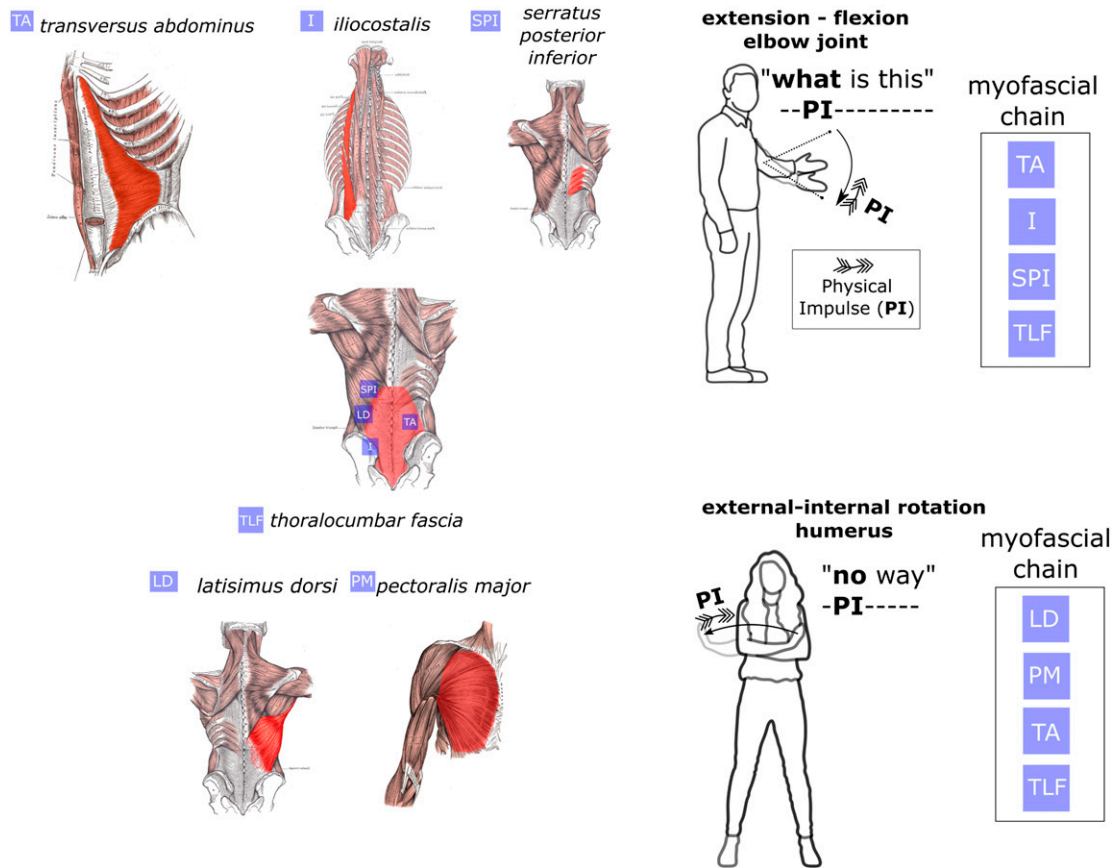 TA transversus abdominus
I iliocostalis
SPI serratus
posterior
inferior
SPI
LD
TA
I
TLF thoralocumbar fascia
LD latisimus dorsi
PM pectoralis major
extension - flexion
elbow joint
"what is this"
--PI----------
PI
Physical
Impulse (PI)
myofascial
chain
TA
I
SPI
TLF
external-internal rotation
humerus
"no way"
-PI-----
PI
myofascial
chain
LD
PM
TA
TLF